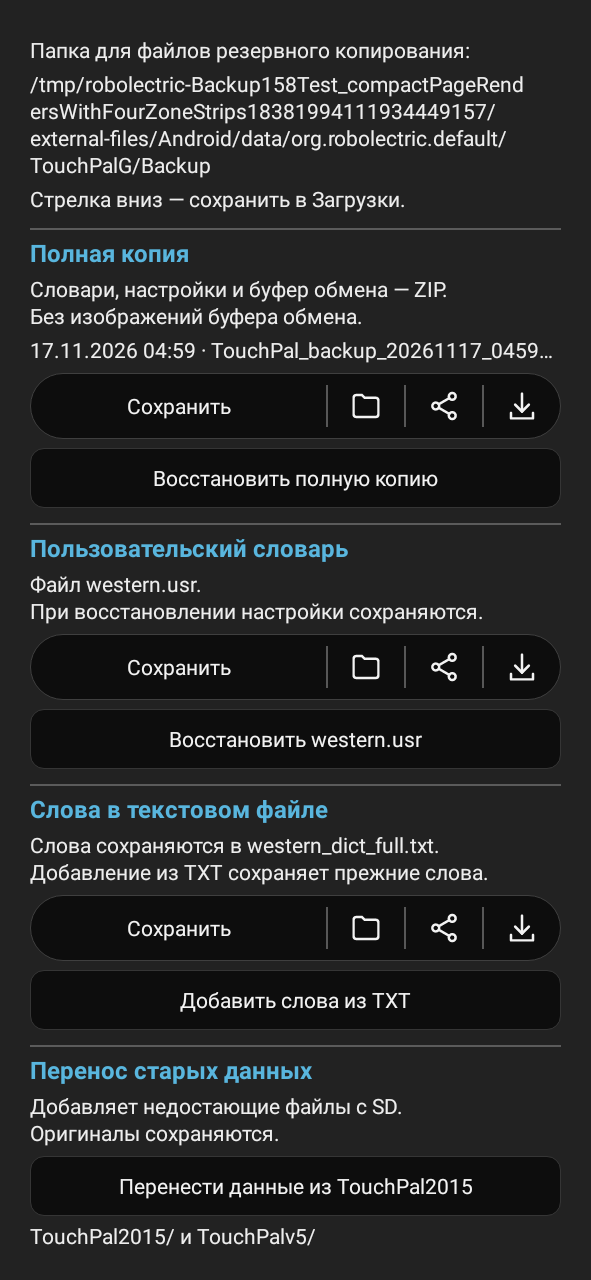 Папка для файлов резервного копирования:
/tmp/robolectric-Backup158Test_compactPageRend
ersWithFourZoneStrips18381994111934449157/
external-files/Android/data/org.robolectric.default/
TouchPalG/Backup
Стрелка вниз — сохранить в Загрузки.
Полная копия
Словари, настройки и буфер обмена — ZIP.
Без изображений буфера обмена.
17.11.2026 04:59 · TouchPal_backup_20261117_0459...
Сохранить
Восстановить полную копию
Пользовательский словарь
Файл western.usr.
При восстановлении настройки сохраняются.
Сохранить
Восстановить western.usr
Слова в текстовом файле
Слова сохраняются в western_dict_full.txt.
Добавление из TXT сохраняет прежние слова.
Сохранить
Добавить слова из TXT
Перенос старых данных
Добавляет недостающие файлы с SD.
Оригиналы сохраняются.
Перенести данные из TouchPal2015
TouchPal2015/ и TouchPalv5/